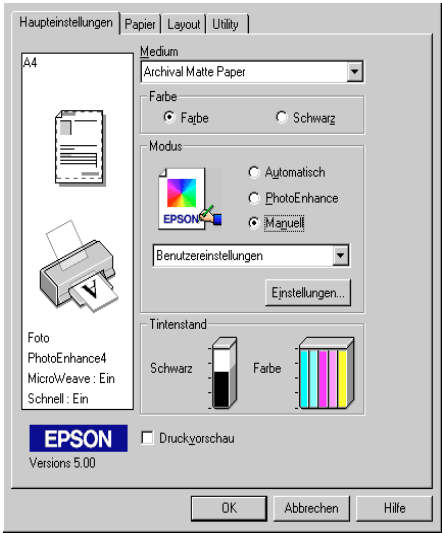 Haupteinstellungen
Papier
Layout
Utility
A4
Foto
PhotoEnhance4
MicroWeave : Ein
Schnell : Ein
EPSON
Versions 5.00
Medium
Archival Matte Paper
Farbe
Farbe
Schwarz
Modus
EPSON
Automatisch
PhotoEnhance
Manuell
Benutzereinstellungen
Einstellungen...
Tintenstand
Schwarz
Farbe
Druckvorschau
OK
Abbrechen
Hilfe